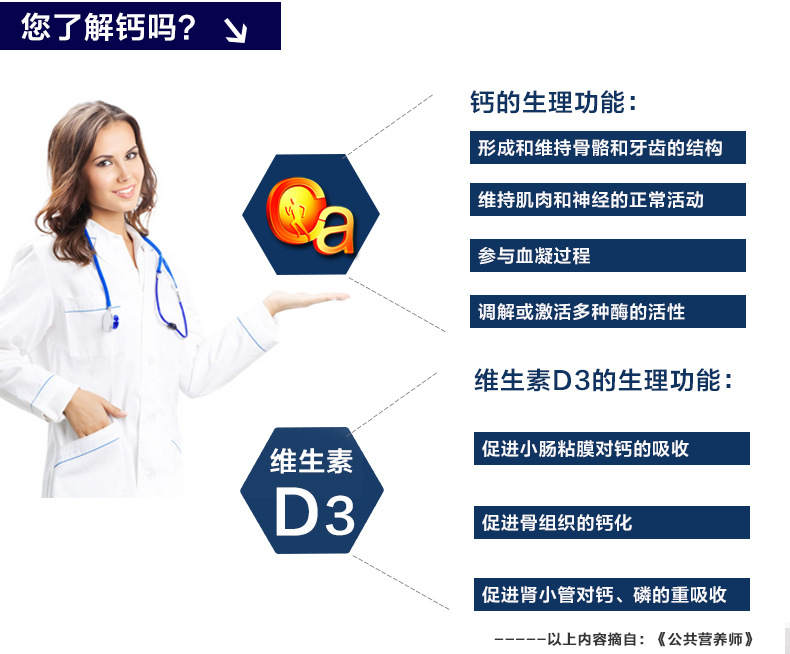 您了解钙吗？
钙的生理功能：
形成和维持骨骼和牙齿的结构
维持肌肉和神经的正常活动
参与血凝过程
调解或激活多种酶的活性
Ca
维生素D3的生理功能：
促进小肠粘膜对钙的吸收
促进骨组织的钙化
促进肾小管对钙、磷的重吸收
维生素
D3
-----以上内容摘自：《公共营养师》